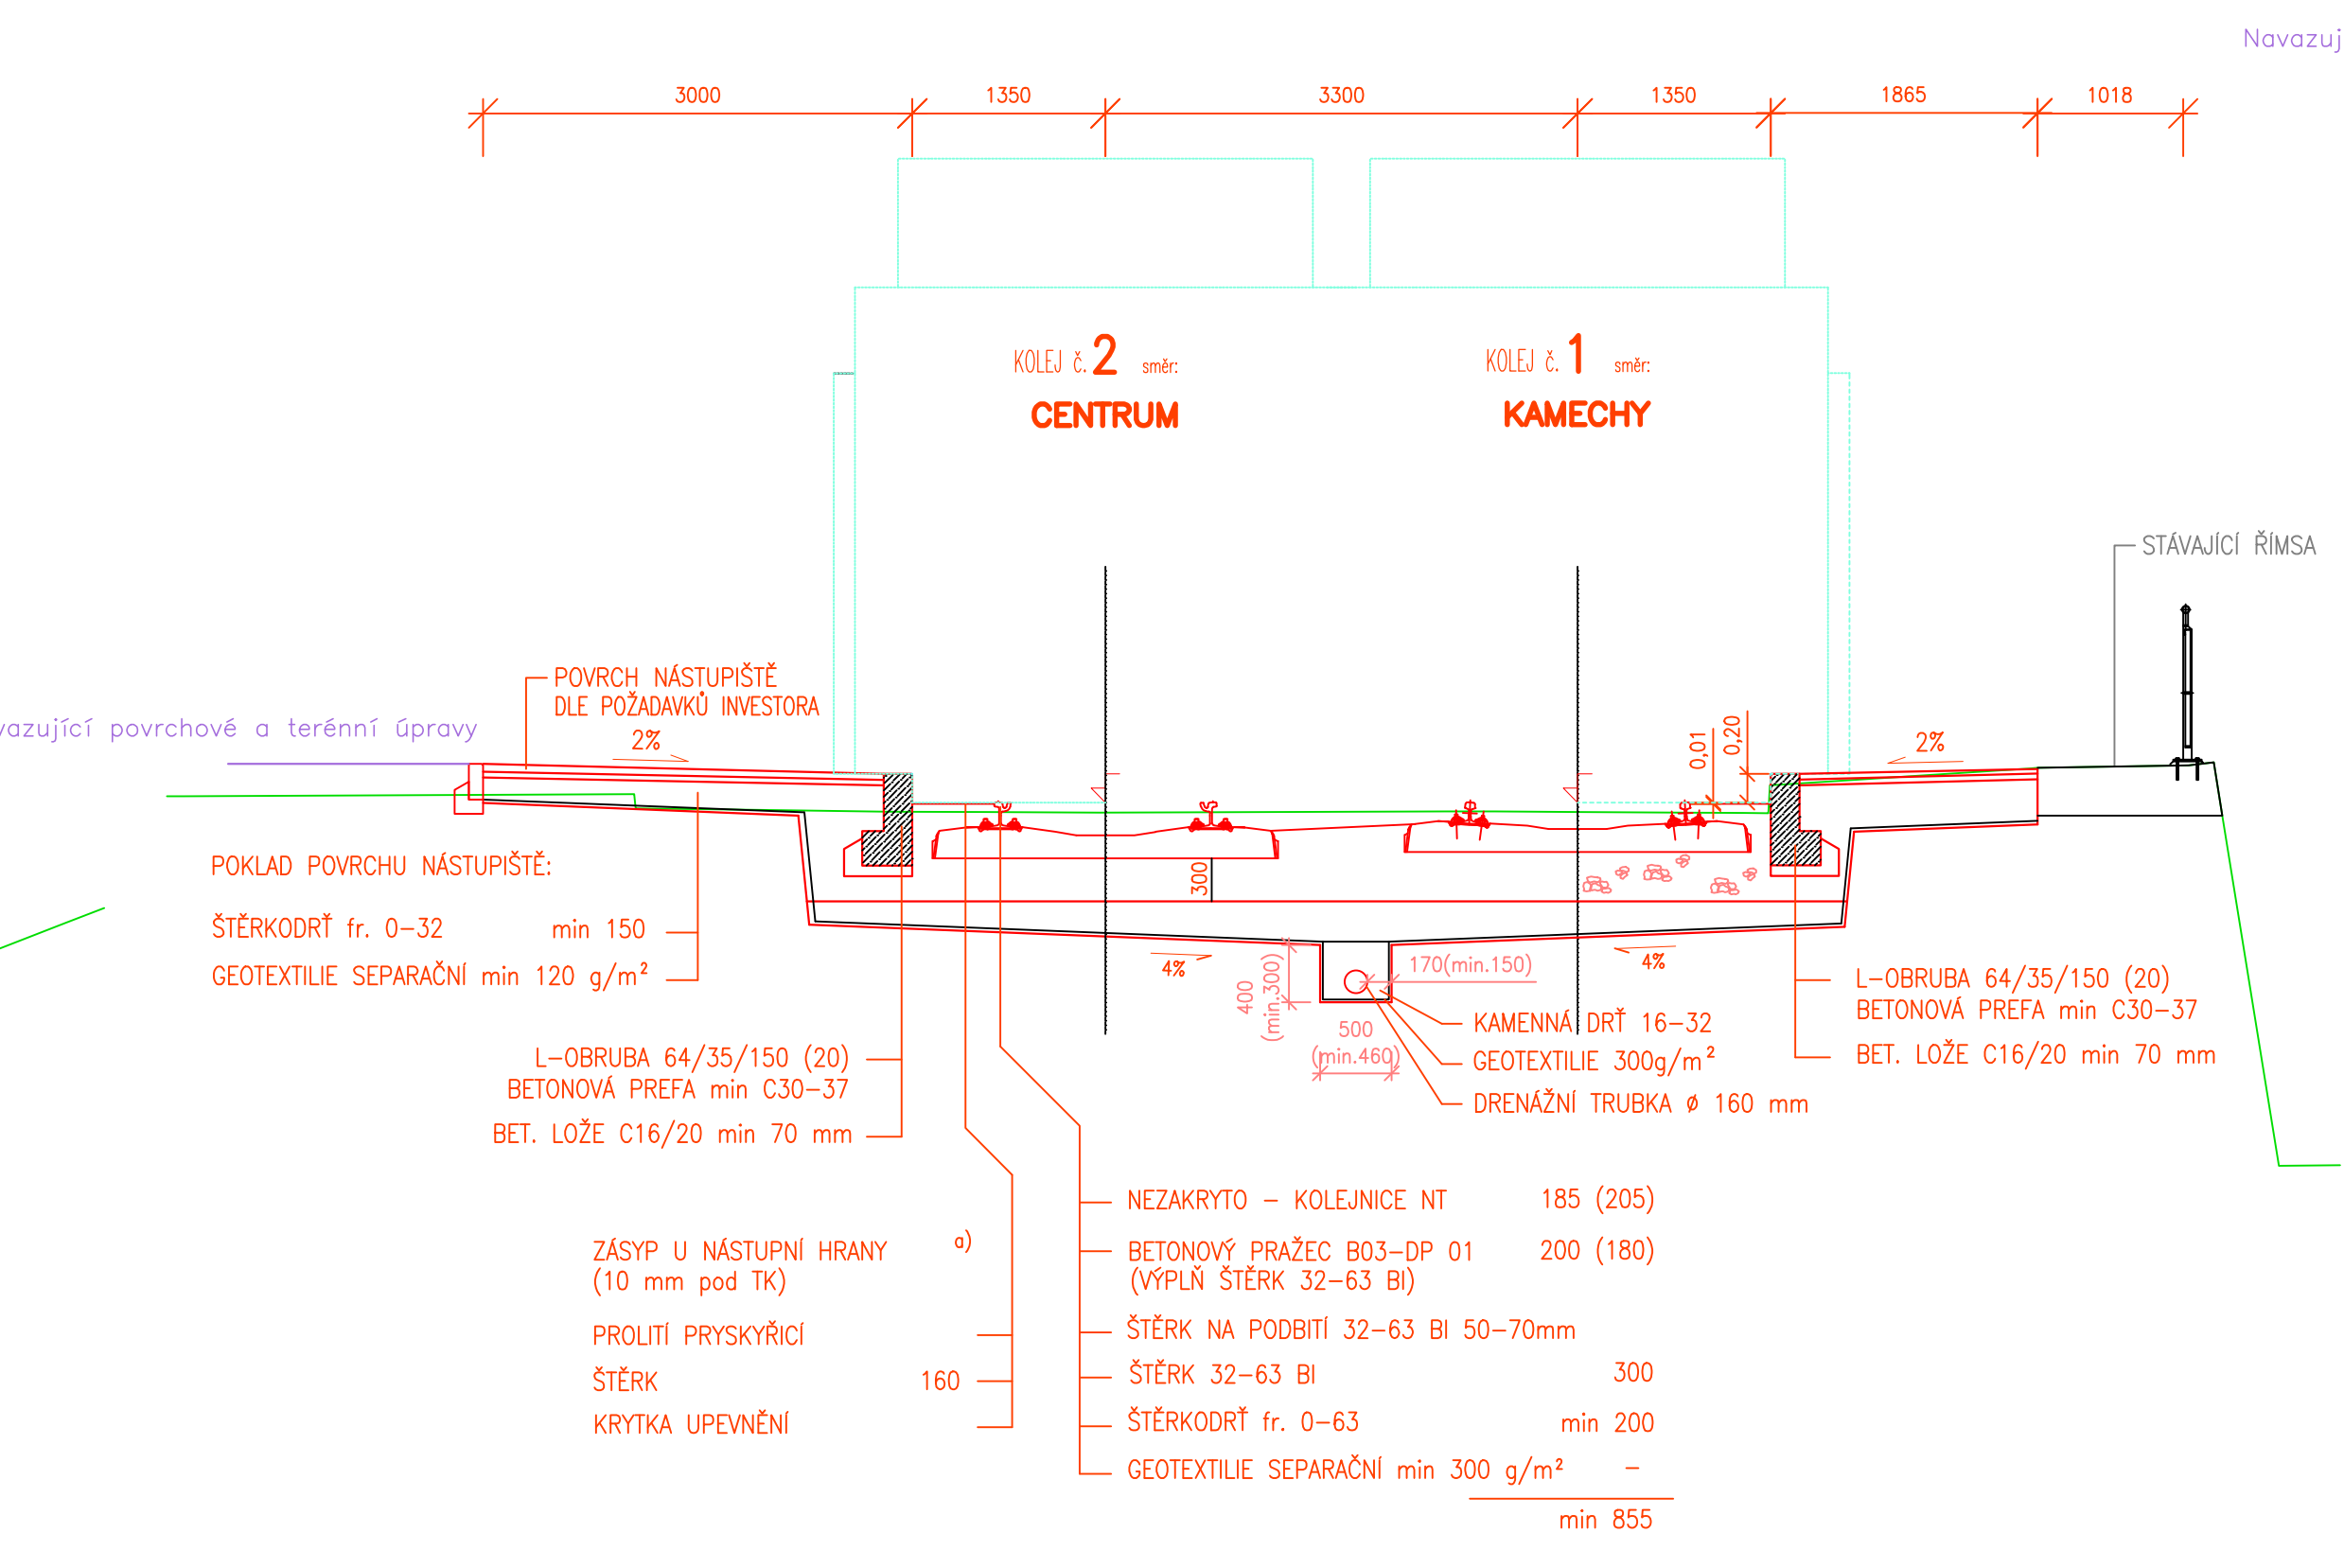 Navazuj
3000
1350
3300
1350
1865
1018
KOLEJ č. 2 směr:
CENTRUM
KOLEJ č. 1 směr:
KAMECHY
STÁVAJÍCÍ ŘÍMSA
POVRCH NÁSTUPIŠTĚ
DLE POŽADAVKŮ INVESTORA
vazující povrchové a terénní úpravy
2%
0,01
0,20
2%
POKLAD POVRCHU NÁSTUPIŠTĚ:
ŠTĚRKODRŤ fr. 0-32 min 150
GEOTEXTILIE SEPARAČNÍ min 120 g/m²
300
4%
4%
400
(min.300)
170(min.150)
500
(min.460)
KAMENNÁ DRŤ 16-32
GEOTEXTILIE 300g/m²
DRENÁŽNÍ TRUBKA ø 160 mm
L-OBRUBA 64/35/150 (20)
BETONOVÁ PREFA min C30-37
BET. LOŽE C16/20 min 70 mm
L-OBRUBA 64/35/150 (20)
BETONOVÁ PREFA min C30-37
BET. LOŽE C16/20 min 70 mm
ZÁSYP U NÁSTUPNÍ HRANY a)
(10 mm pod TK)
PROLITÍ PRYSKYŘICÍ
ŠTĚRK 160
KRYTKA UPEVNĚNÍ
NEZAKRYTO - KOLEJNICE NT 185 (205)
BETONOVÝ PRAŽEC B03-DP 01 200 (180)
(VÝPLŇ ŠTĚRK 32-63 BI)
ŠTĚRK NA PODBITÍ 32-63 BI 50-70mm
ŠTĚRK 32-63 BI 300
ŠTĚRKODRŤ fr. 0-63 min 200
GEOTEXTILIE SEPARAČNÍ min 300 g/m² -
min 855